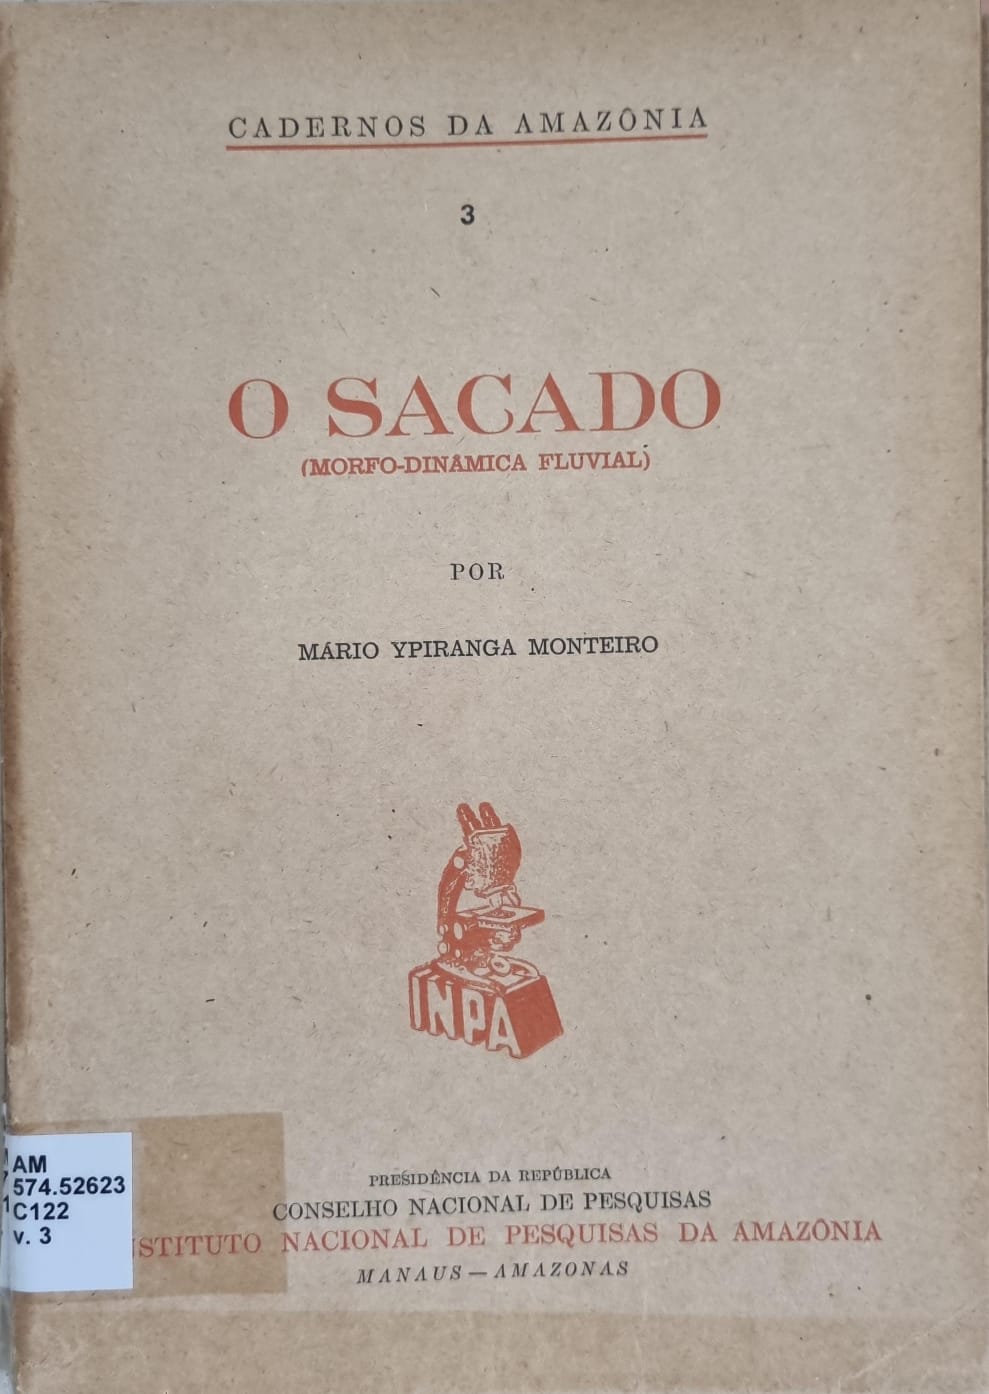 CADERNOS DA AMAZÔNIA
3
O SACADO
(MORFO-DINÂMICA FLUVIAL)
POR
MÁRIO YPIRANGA MONTEIRO
INPA
PRESIDÊNCIA DA REPÚBLICA
CONSELHO NACIONAL DE PESQUISAS
NSTITUTO NACIONAL DE PESQUISAS DA AMAZÔNIA
MANAUS — AMAZONAS
AM
574.52623
C122
v. 3